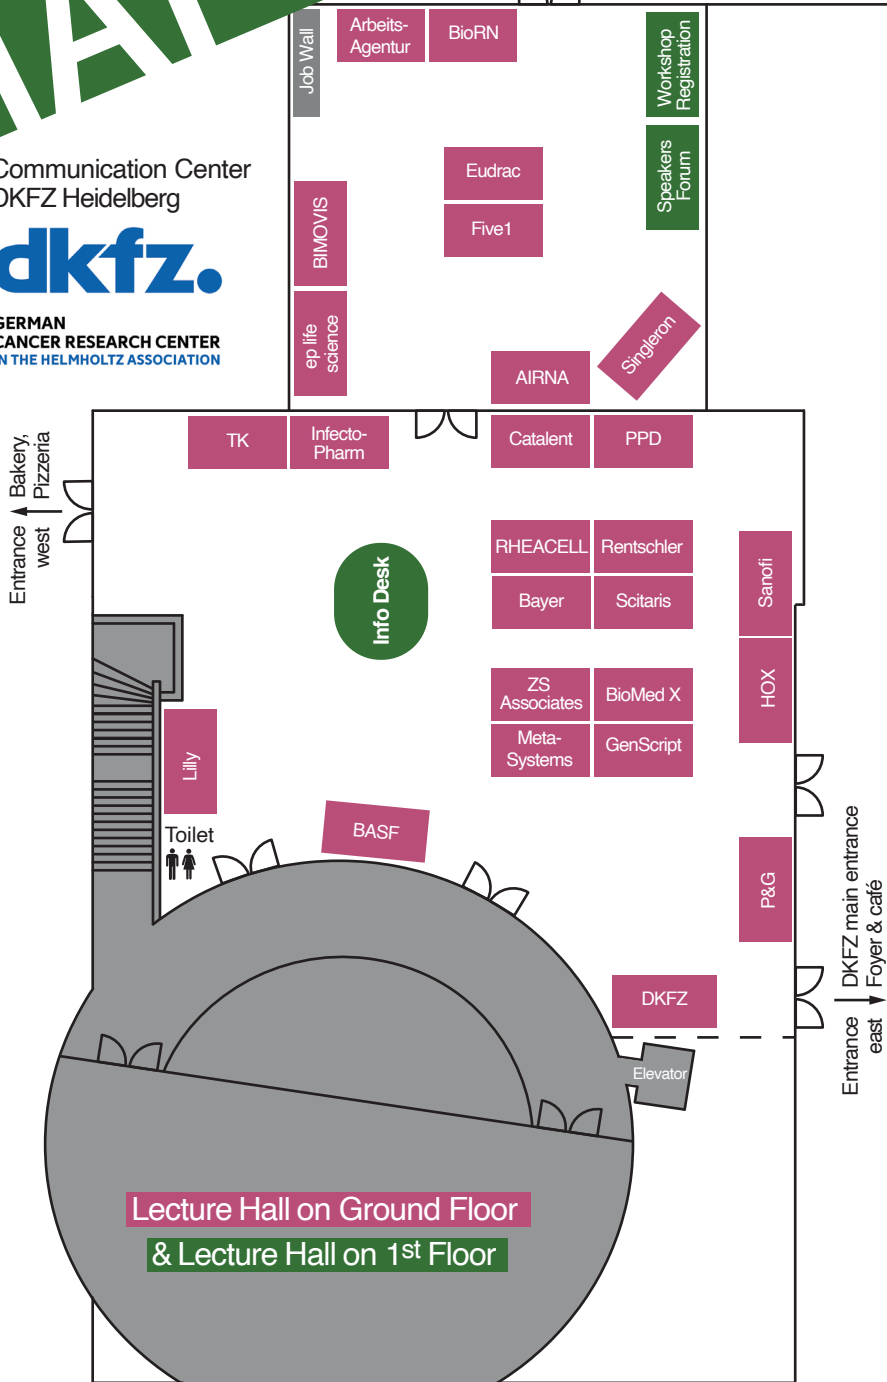 Communication Center
DKFZ Heidelberg
dkfz.
GERMAN
CANCER RESEARCH CENTER
IN THE HELMHOLTZ ASSOCIATION
Job Wall
Arbeits-
Agentur
BioRN
Workshop
Registration
Speakers
Forum
Eudrac
Five1
BIMOVIS
ep life
science
Singleron
AIRNA
TK
Infecto-
Pharm
Catalent
PPD
Bakery,
Pizzeria
Entrance
west
Info Desk
RHEACELL
Rentschler
Bayer
Scitaris
Sanofi
HOX
ZS
Associates
BioMed X
Meta-
Systems
GenScript
Lilly
Toilet
BASF
P&G
DKFZ
DKFZ main entrance
Foyer & café
Entrance
east
Elevator
Lecture Hall on Ground Floor
& Lecture Hall on 1st Floor